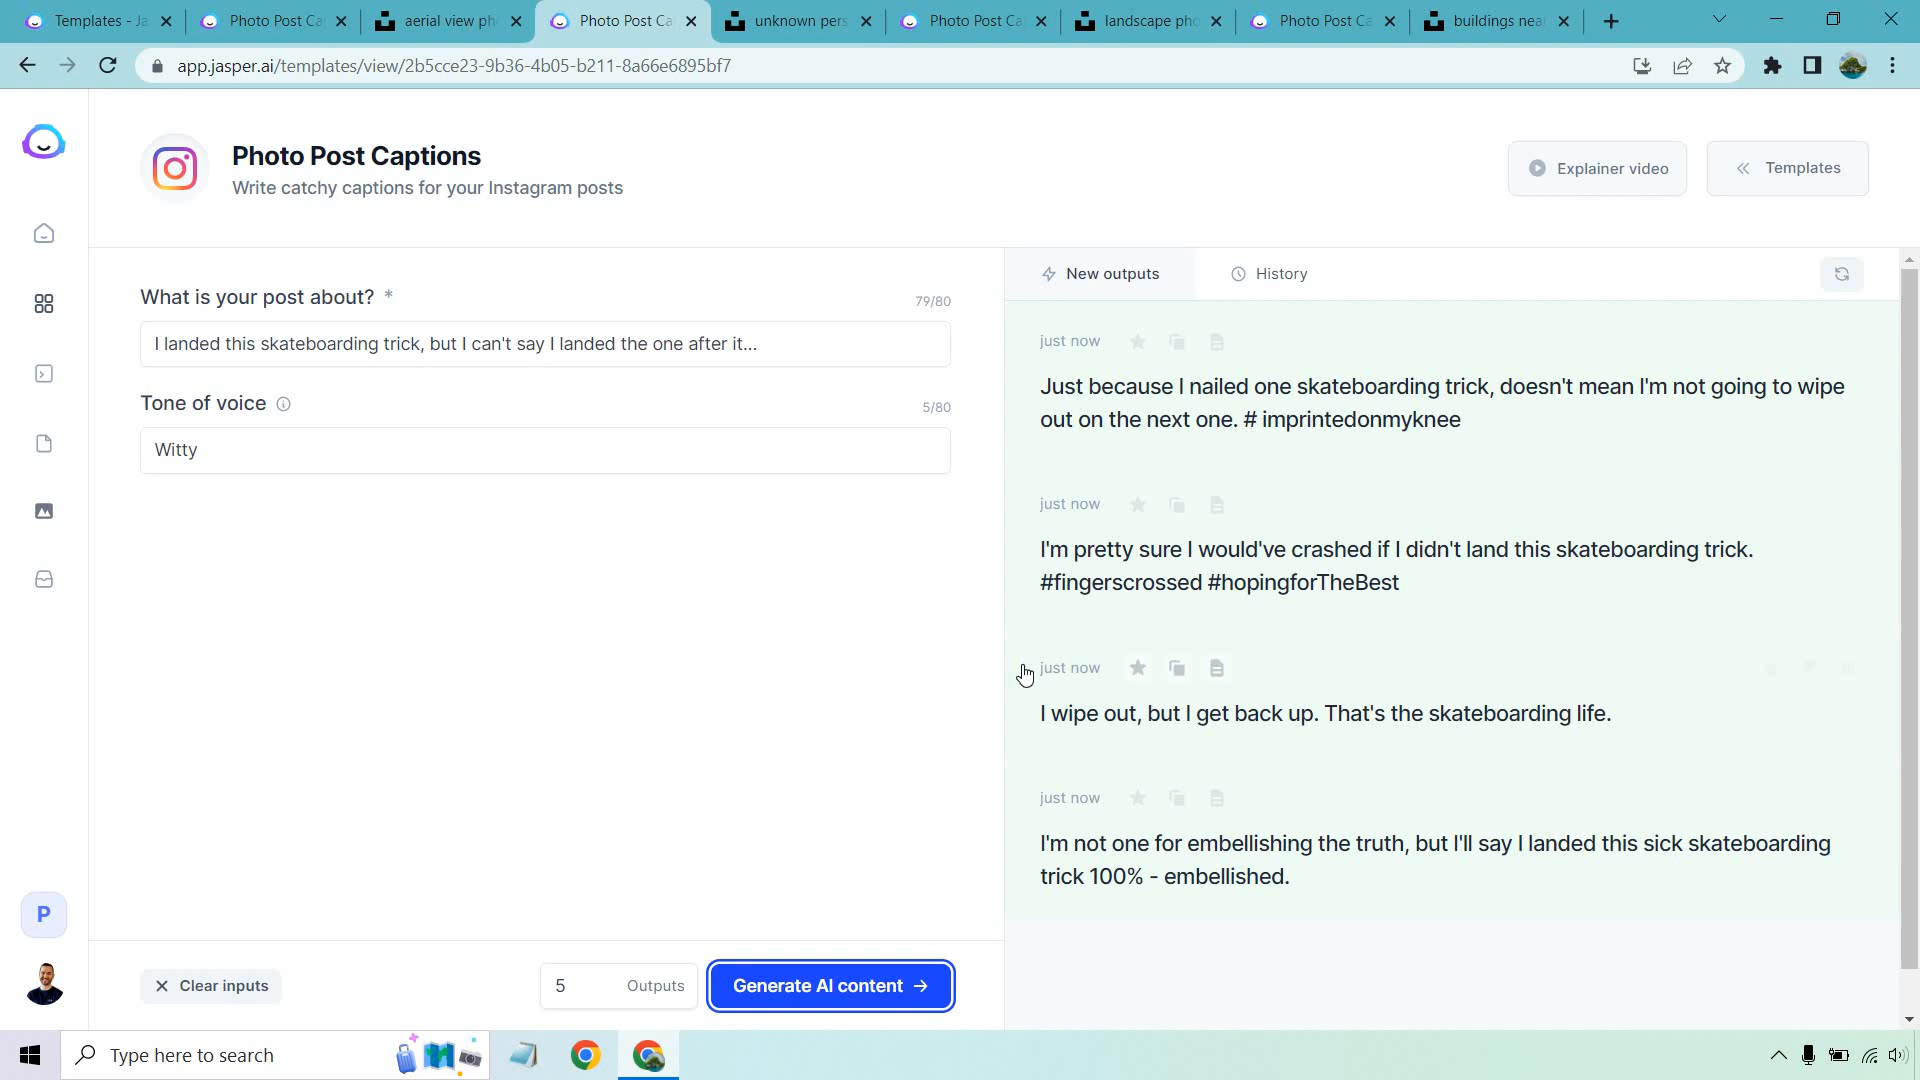 Templates - Ja
Photo Post Ca
aerial view ph
Photo Post Ca
unknown pers
Photo Post Ca
landscape pho
Photo Post Ca
buildings near
app.jasper.ai/templates/view/2b5cce23-9b36-4b05-b211-8a66e6895bf7
Photo Post Captions
Write catchy captions for your Instagram posts
Explainer video
Templates
What is your post about? *
79/80
I landed this skateboarding trick, but I can't say I landed the one after it...
Tone of voice
5/80
Witty
New outputs
History
just now
Just because I nailed one skateboarding trick, doesn't mean I'm not going to wipe
out on the next one. # imprintedonmyknee
just now
I'm pretty sure I would've crashed if I didn't land this skateboarding trick.
#fingerscrossed #hopingforTheBest
just now
I wipe out, but I get back up. That's the skateboarding life.
just now
I'm not one for embellishing the truth, but I'll say I landed this sick skateboarding
trick 100% - embellished.
P
Clear inputs
5 Outputs
Generate AI content
Type here to search